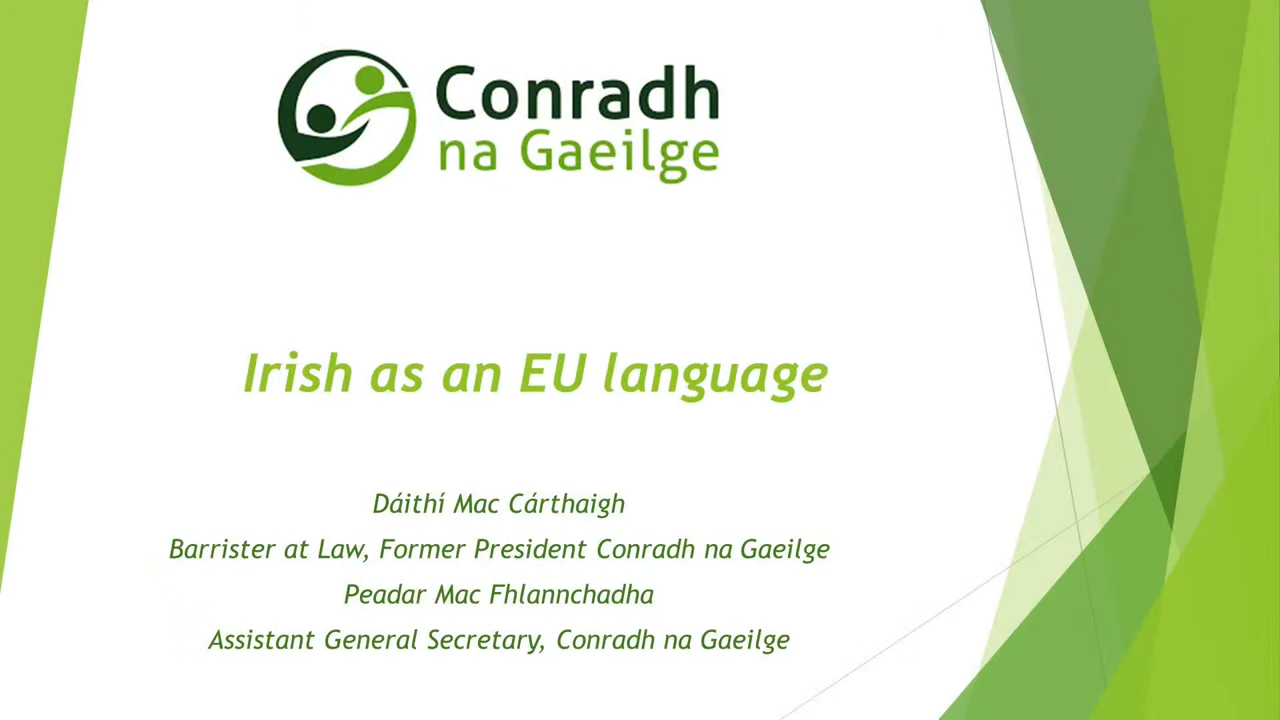 Conradh
na Gaeilge
Irish as an EU language
Dáithí Mac Cárthaigh
Barrister at Law, Former President Conradh na Gaeilge
Peadar Mac Fhlannchadha
Assistant General Secretary, Conradh na Gaeilge